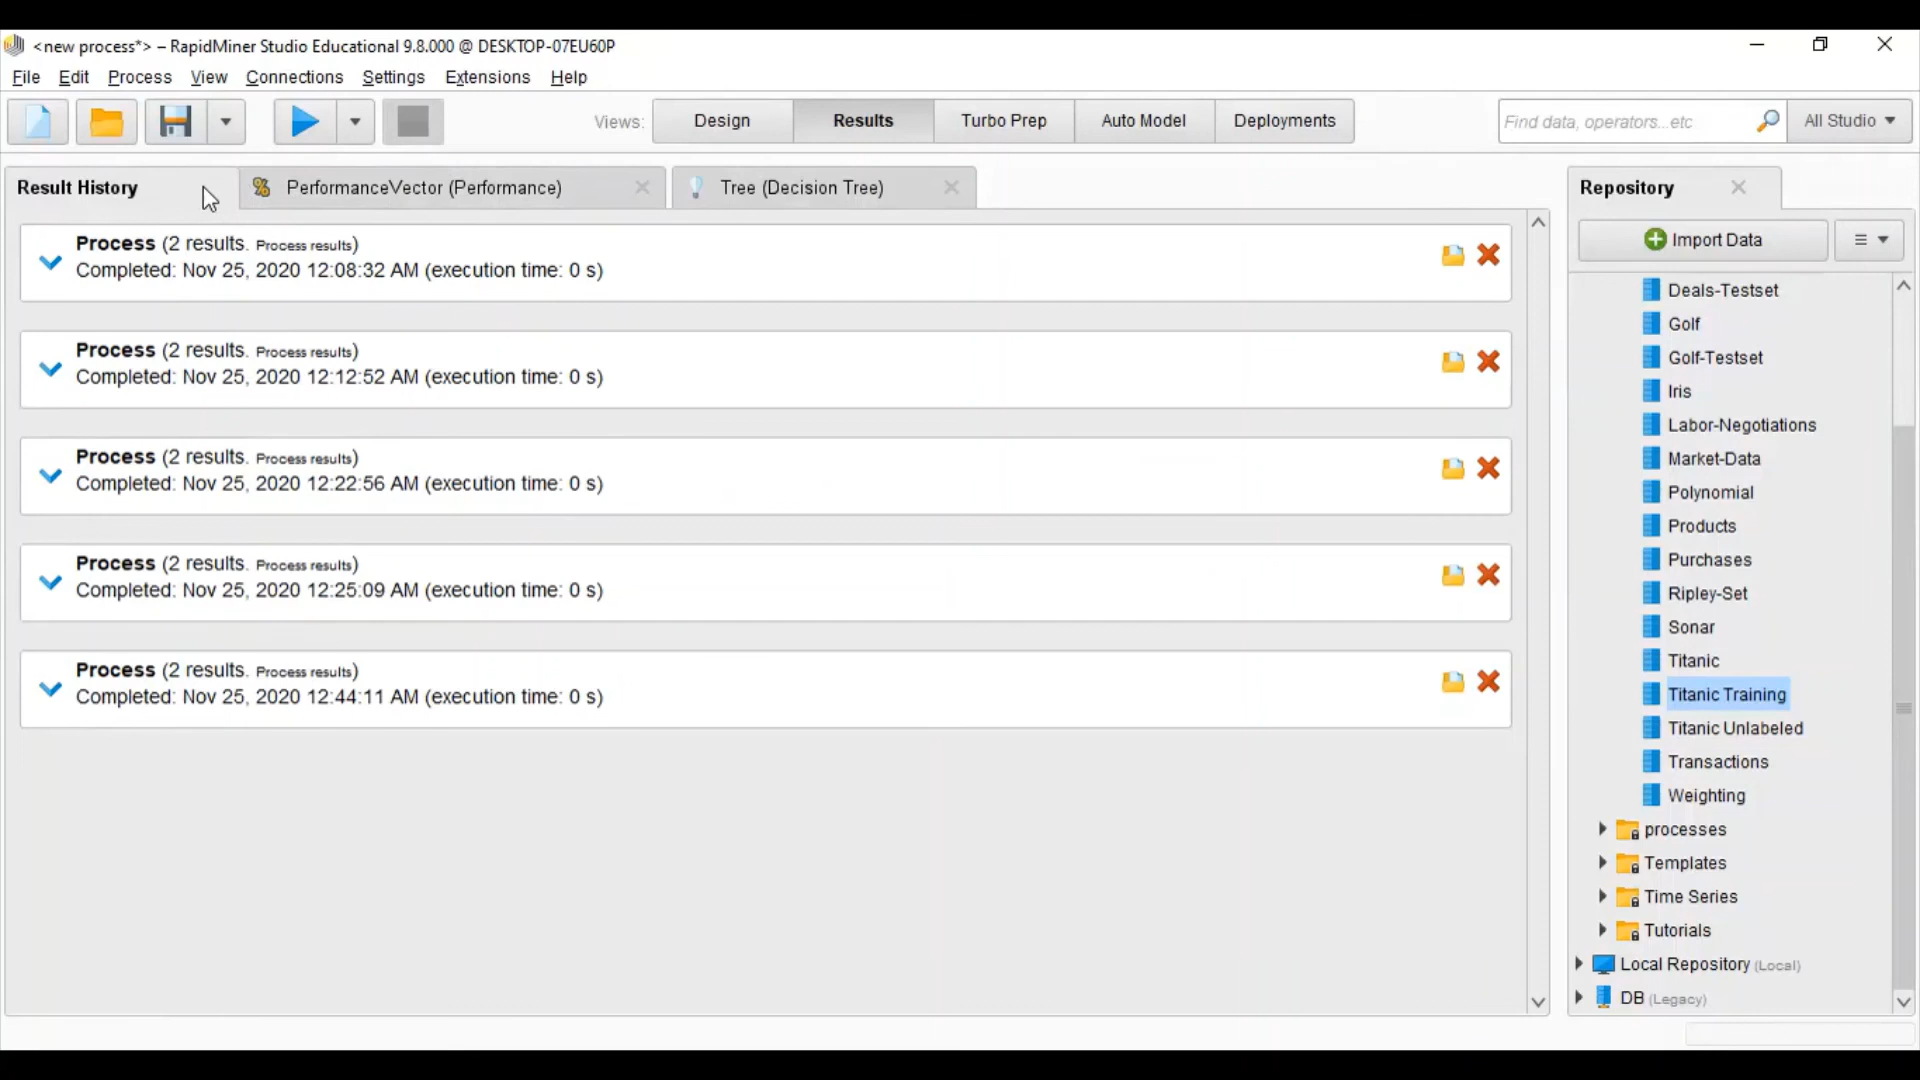 <new process*> – RapidMiner Studio Educational 9.8.000 @ DESKTOP-07EU60P
File Edit Process View Connections Settings Extensions Help
Views: Design Results Turbo Prep Auto Model Deployments
Find data, operators...etc
All Studio
Result History
PerformanceVector (Performance)
Tree (Decision Tree)
Process (2 results. Process results)
Completed: Nov 25, 2020 12:08:32 AM (execution time: 0 s)
Process (2 results. Process results)
Completed: Nov 25, 2020 12:12:52 AM (execution time: 0 s)
Process (2 results. Process results)
Completed: Nov 25, 2020 12:22:56 AM (execution time: 0 s)
Process (2 results. Process results)
Completed: Nov 25, 2020 12:25:09 AM (execution time: 0 s)
Process (2 results. Process results)
Completed: Nov 25, 2020 12:44:11 AM (execution time: 0 s)
Repository
Import Data
Deals-Testset
Golf
Golf-Testset
Iris
Labor-Negotiations
Market-Data
Polynomial
Products
Purchases
Ripley-Set
Sonar
Titanic
Titanic Training
Titanic Unlabeled
Transactions
Weighting
processes
Templates
Time Series
Tutorials
Local Repository (Local)
DB (Legacy)